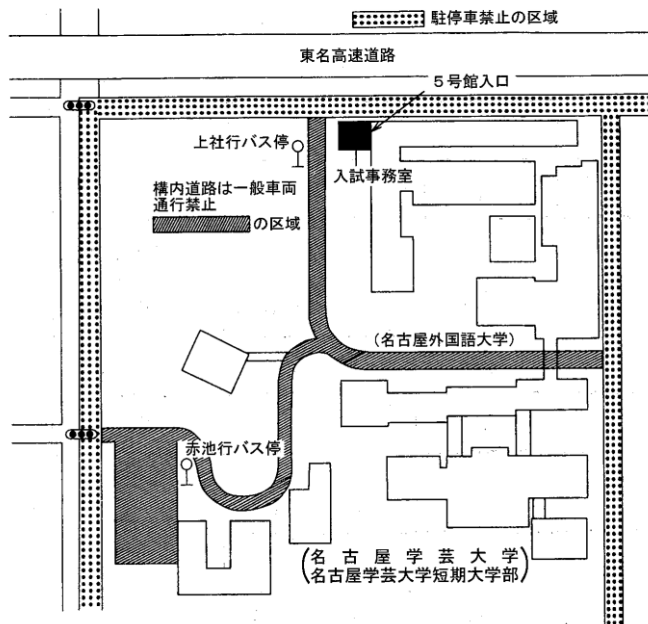 駐停車禁止の区域
東名高速道路
5号館入口
上社行バス停
入試事務室
構内道路は一般車両
通行禁止
の区域
(名古屋外国語大学)
赤池行バス停
(名古屋学芸大学
名古屋学芸大学短期大学部)